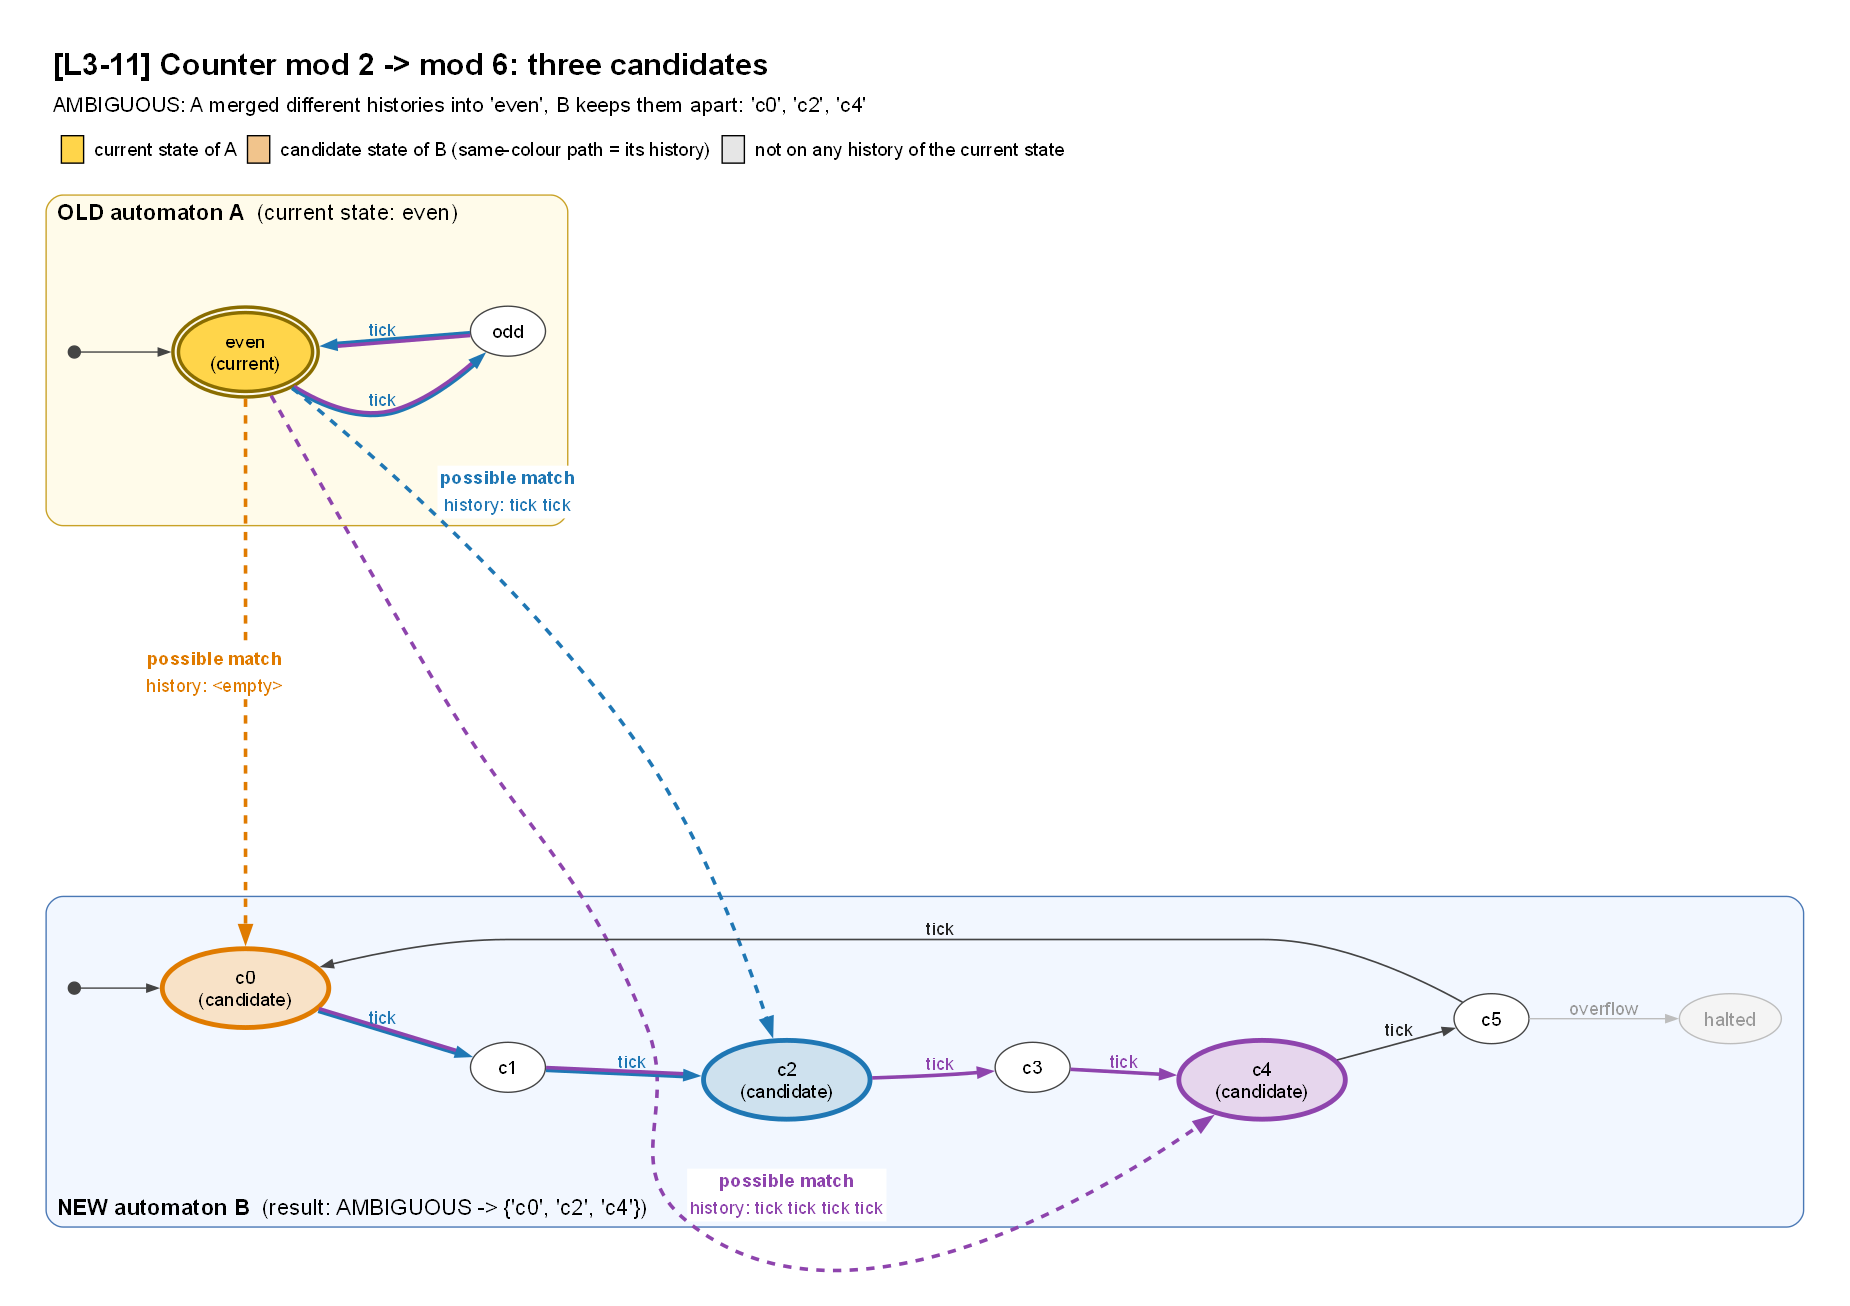 [L3-11] Counter mod 2 -> mod 6: three candidates
AMBIGUOUS: A merged different histories into 'even', B keeps them apart: 'c0', 'c2', 'c4'
current state of A
candidate state of B (same-colour path = its history)
not on any history of the current state
OLD automaton A (current state: even)
tick
odd
even
(current)
tick
possible match
history: tick tick
possible match
history: <empty>
tick
c0
(candidate)
tick
c5
overflow
halted
tick
c1
tick
c2
(candidate)
tick
c3
tick
c4
(candidate)
possible match
history: tick tick tick tick
NEW automaton B (result: AMBIGUOUS -> {'c0', 'c2', 'c4'})